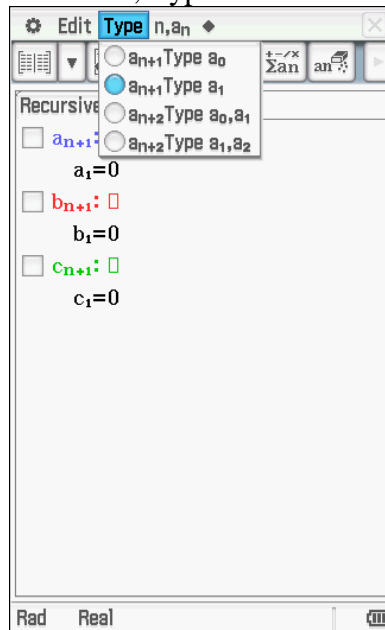 Edit Type n,an
an+1Type a0
an+1Type a1
an+2Type a0,a1
an+2Type a1,a2
Σan an
Recursive
an+1:
a1=0
bn+1:
b1=0
cn+1:
c1=0
Rad Real